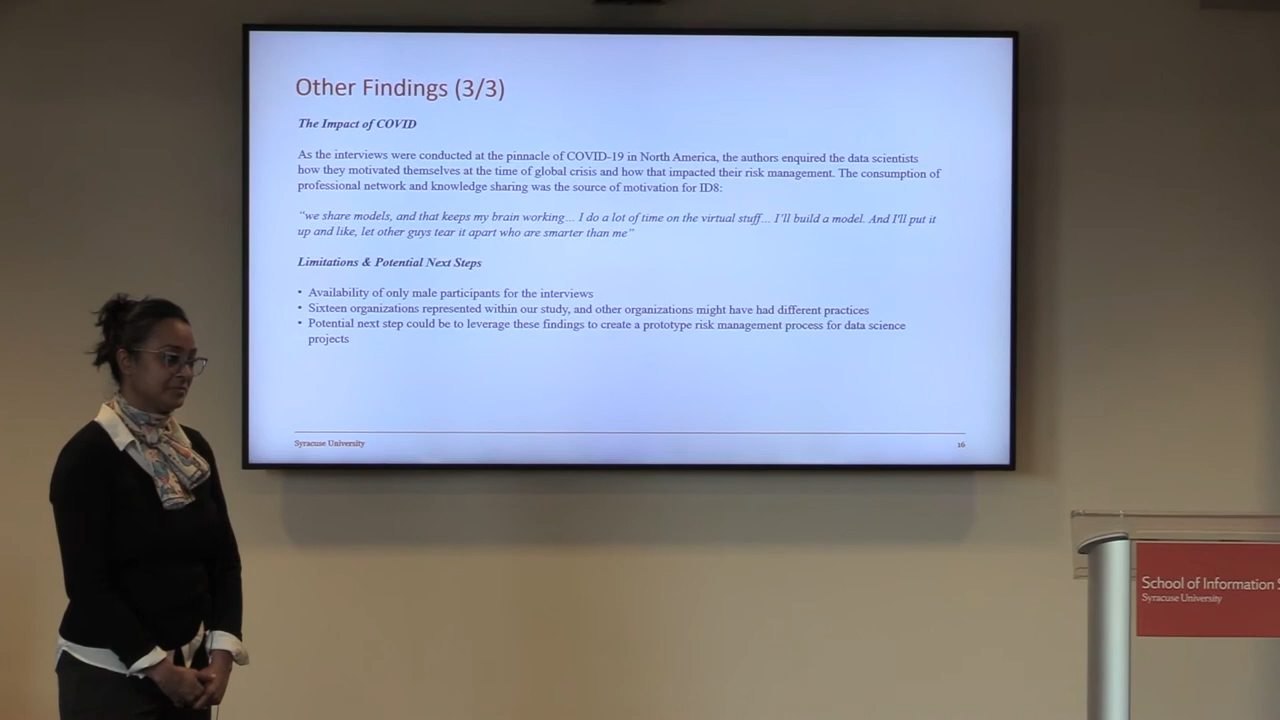 Other Findings (3/3)
The Impact of COVID
As the interviews were conducted at the pinnacle of COVID-19 in North America, the authors enquired the data scientists
how they motivated themselves at the time of global crisis and how that impacted their risk management. The consumption of
professional network and knowledge sharing was the source of motivation for ID8:
“we share models, and that keeps my brain working… I do a lot of time on the virtual stuff… I’ll build a model. And I'll put it
up and like, let other guys tear it apart who are smarter than me”
Limitations & Potential Next Steps
• Availability of only male participants for the interviews
• Sixteen organizations represented within our study, and other organizations might have had different practices
• Potential next step could be to leverage these findings to create a prototype risk management process for data science
projects
Syracuse University
16
School of Information
Syracuse University